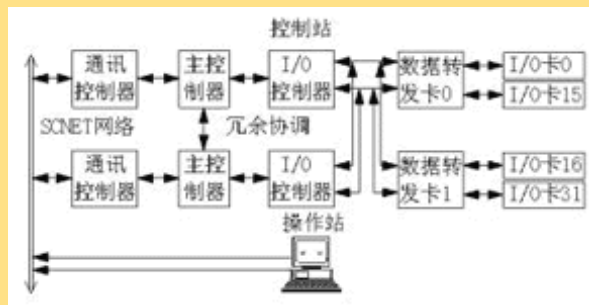 控制站
通讯
控制器
主控
制器
I/O
控制器
数据转
发卡0
I/O卡0
I/O卡15
SCNET网络
冗余协调
通讯
控制器
主控
制器
I/O
控制器
数据转
发卡1
I/O卡16
I/O卡31
操作站